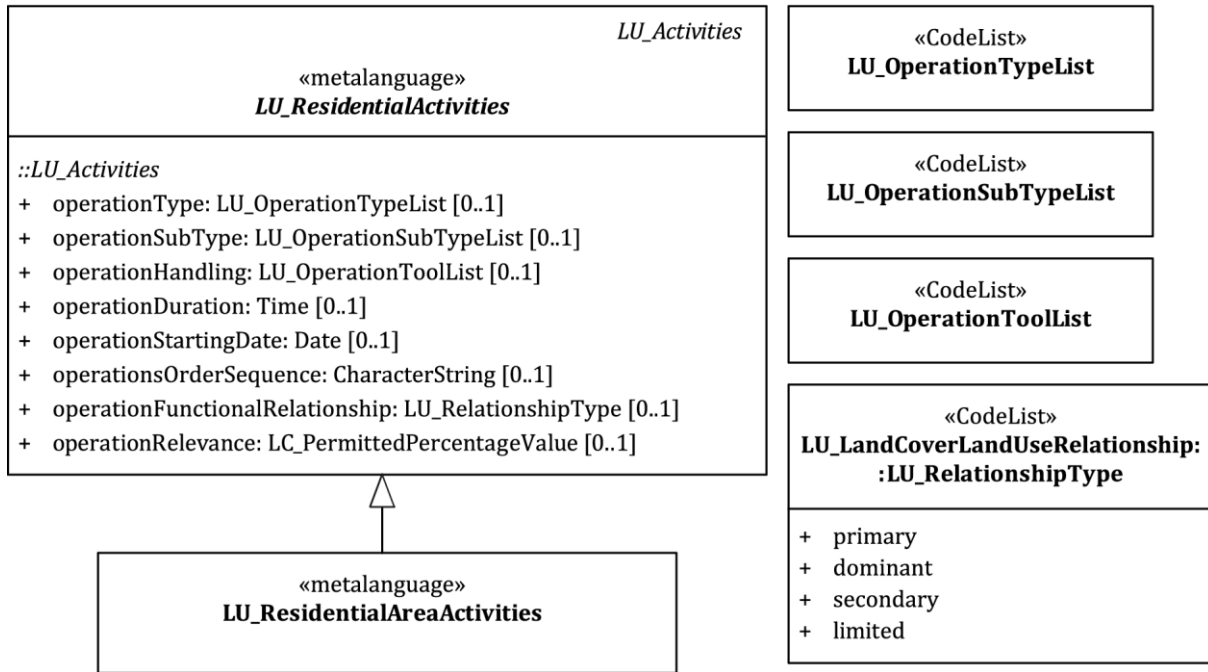 LU_Activities
«metalanguage»
LU_ResidentialActivities
::LU_Activities
+ operationType: LU_OperationTypeList [0..1]
+ operationSubType: LU_OperationSubTypeList [0..1]
+ operationHandling: LU_OperationToolList [0..1]
+ operationDuration: Time [0..1]
+ operationStartingDate: Date [0..1]
+ operationsOrderSequence: CharacterString [0..1]
+ operationFunctionalRelationship: LU_RelationshipType [0..1]
+ operationRelevance: LC_PermittedPercentageValue [0..1]
«metalanguage»
LU_ResidentialAreaActivities
«CodeList»
LU_OperationTypeList
«CodeList»
LU_OperationSubTypeList
«CodeList»
LU_OperationToolList
«CodeList»
LU_LandCoverLandUseRelationship:
:LU_RelationshipType
+ primary
+ dominant
+ secondary
+ limited